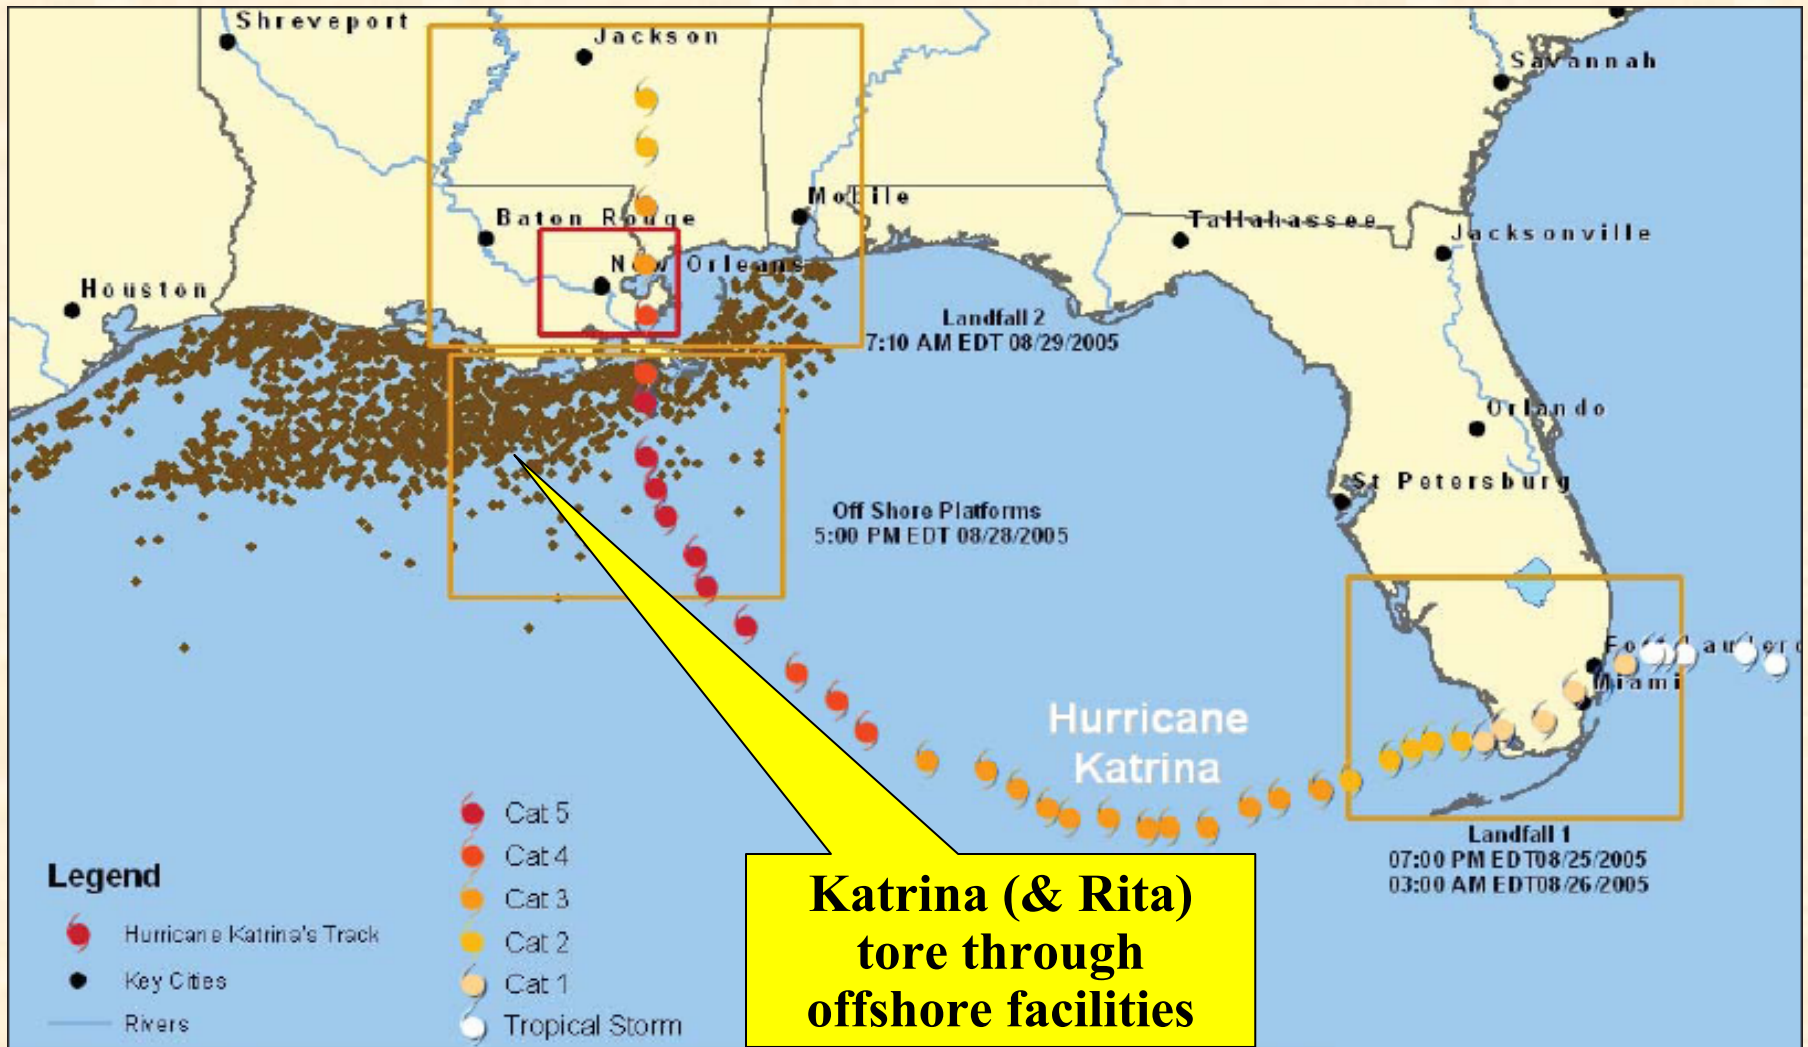 Shreveport
Jackson
Savannah
Baton Rouge
Mobile
Tallahassee
Jacksonville
New Orleans
Houston
Landfall 2
7:10 AM EDT 08/29/2005
Orlando
St Petersburg
Off Shore Platforms
5:00 PM EDT 08/28/2005
Miami
Hurricane
Katrina
Landfall 1
07:00 PM EDT08/25/2005
03:00 AM EDT08/26/2005
Katrina (& Rita)
tore through
offshore facilities
Legend
Hurricane Katrina's Track
Key Cities
Rivers
Cat 5
Cat 4
Cat 3
Cat 2
Cat 1
Tropical Storm